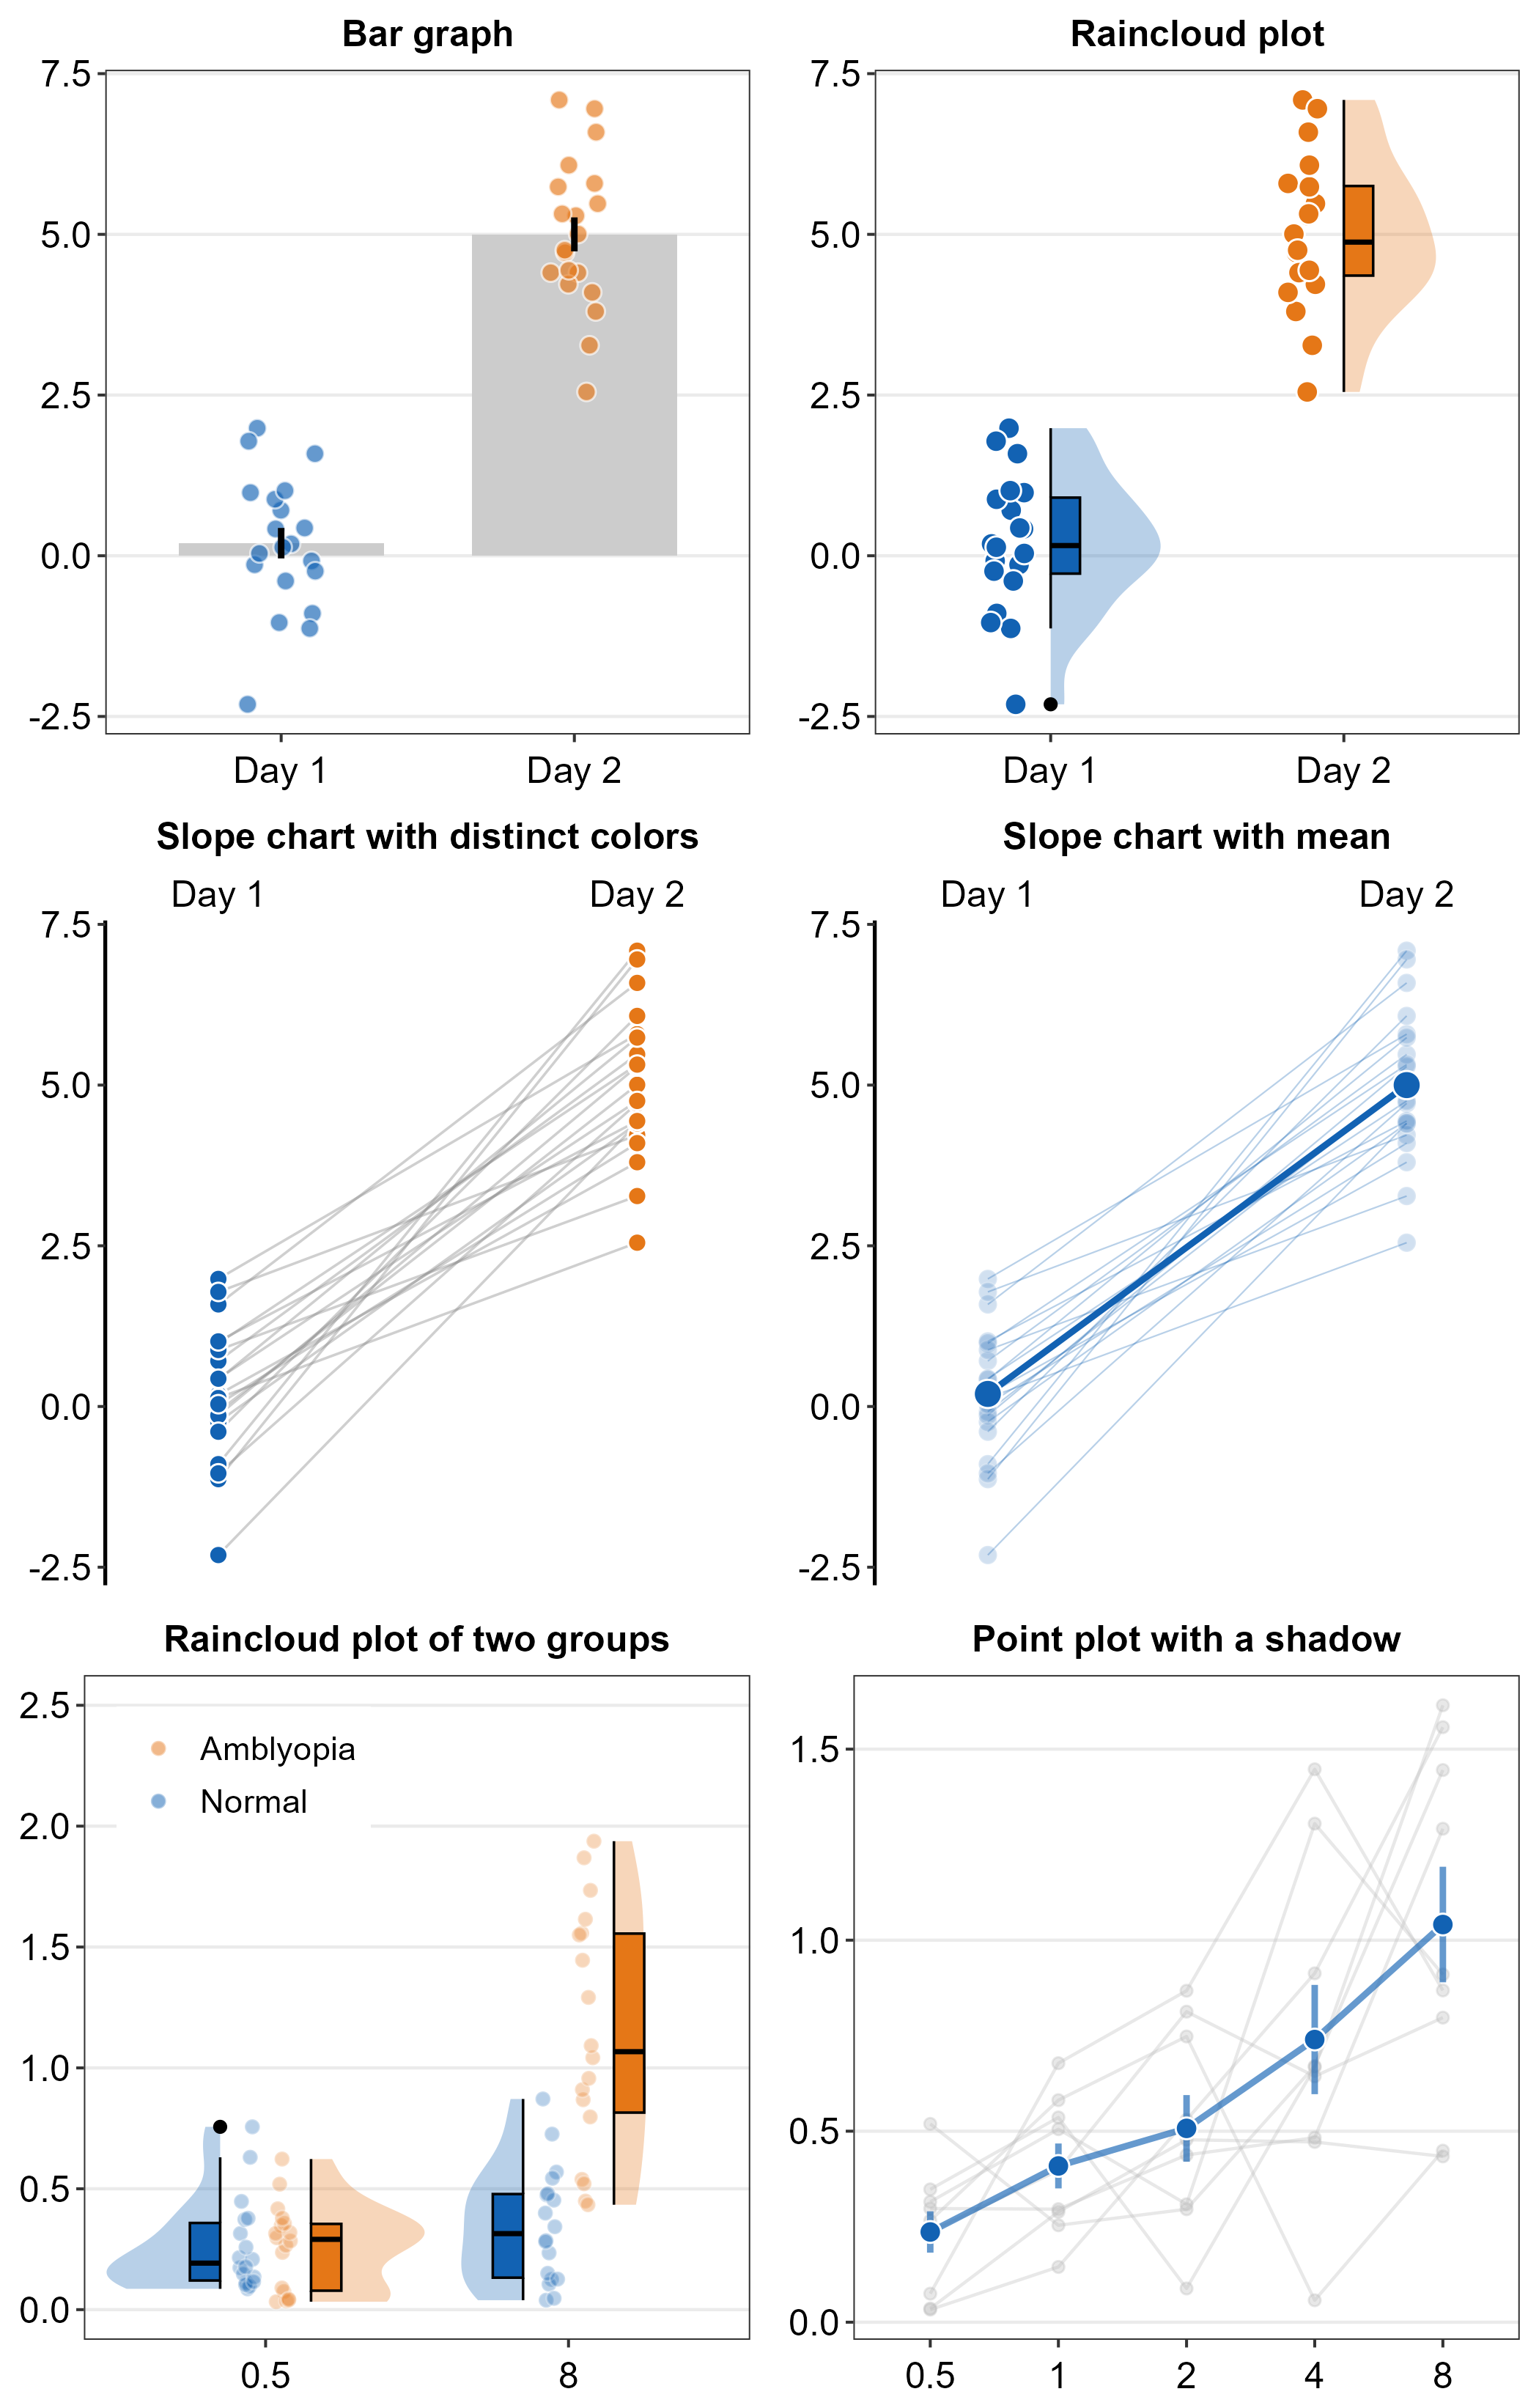 Bar graph
7.5
5.0
2.5
0.0
-2.5
Day 1 Day 2
Raincloud plot
7.5
5.0
2.5
0.0
-2.5
Day 1 Day 2
Slope chart with distinct colors
Day 1 Day 2
7.5
5.0
2.5
0.0
-2.5
Slope chart with mean
Day 1 Day 2
7.5
5.0
2.5
0.0
-2.5
Raincloud plot of two groups
2.5
Amblyopia
Normal
2.0
1.5
1.0
0.5
0.0
0.5 8
Point plot with a shadow
1.5
1.0
0.5
0.0
0.5 1 2 4 8